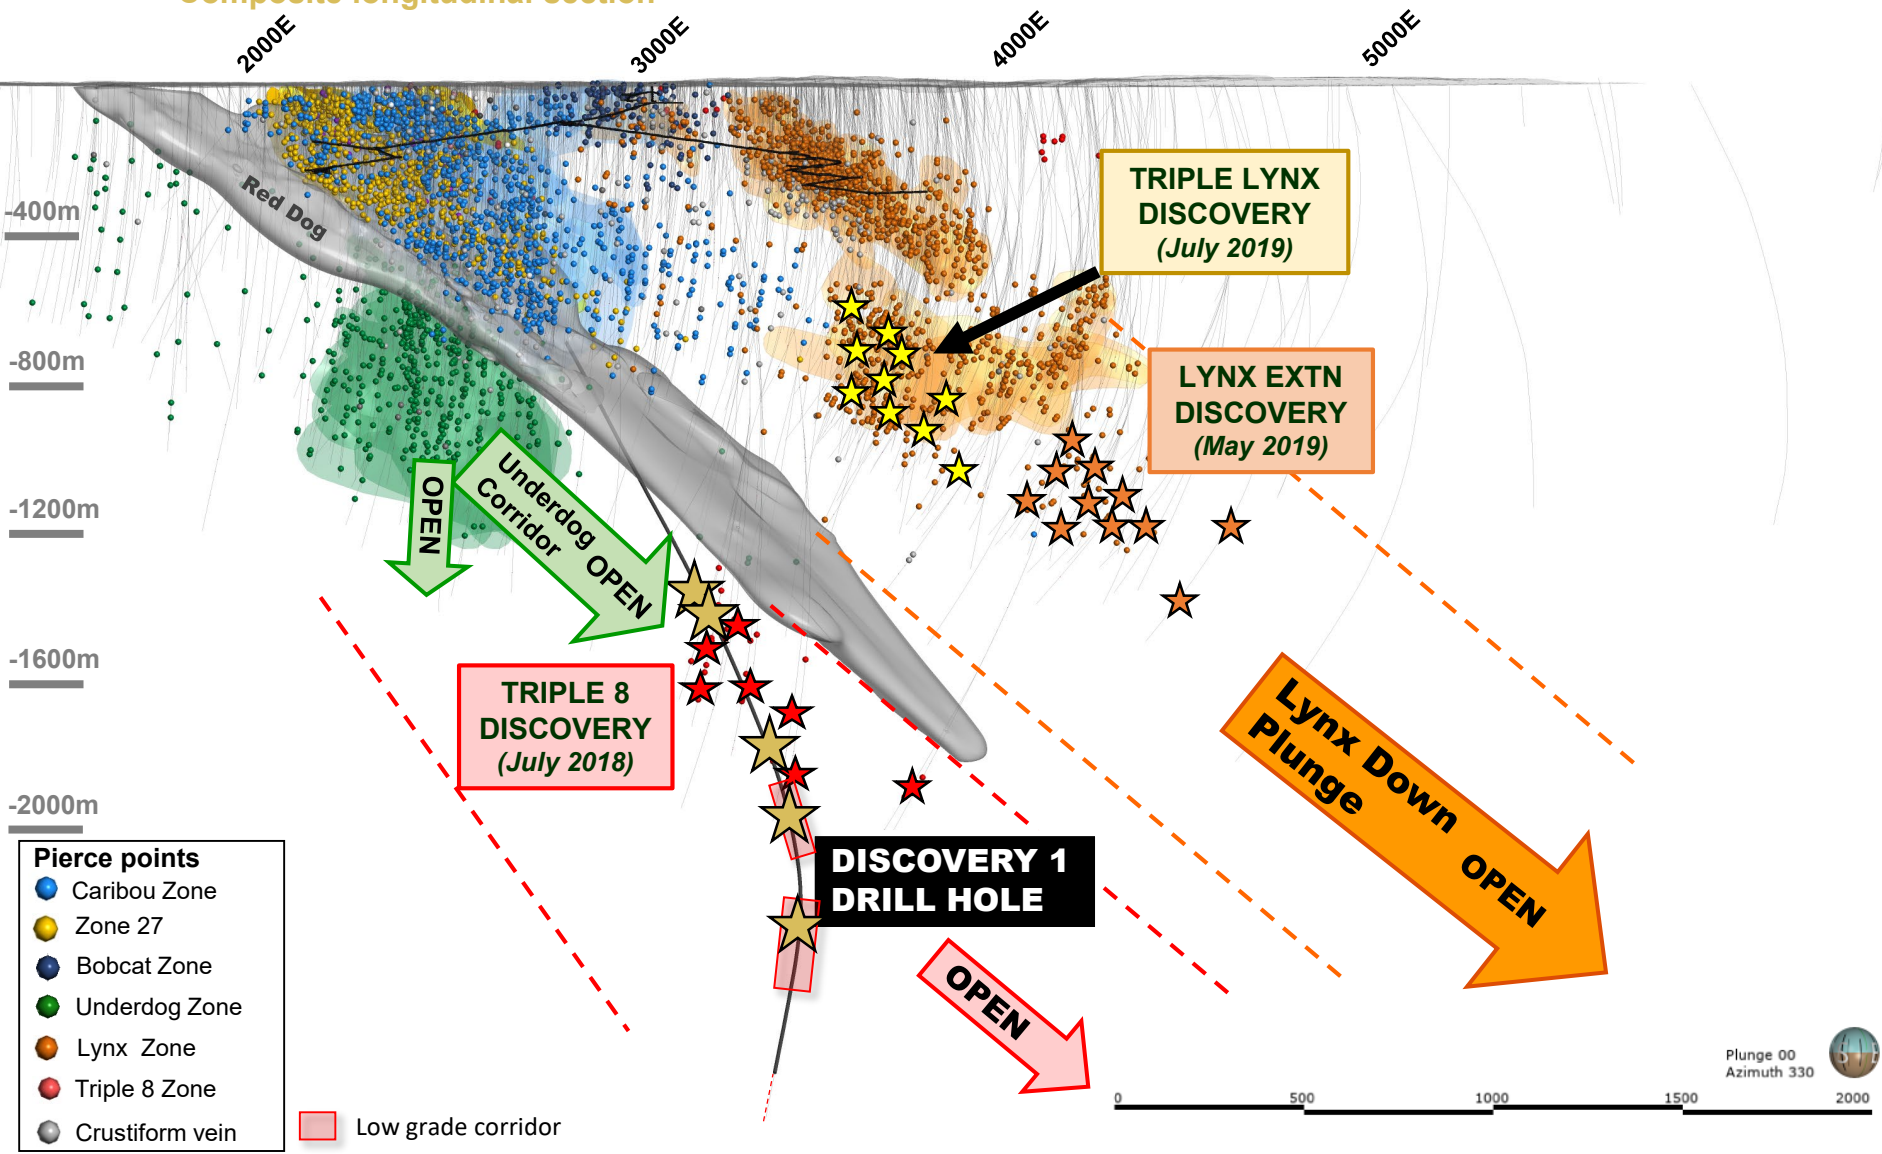 Composite longitudinal section
2000E
3000E
4000E
5000E
-400m
-800m
-1200m
-1600m
-2000m
Red Dog
TRIPLE LYNX
DISCOVERY
(July 2019)
LYNX EXTN
DISCOVERY
(May 2019)
OPEN
Underdog
Corridor
OPEN
TRIPLE 8
DISCOVERY
(July 2018)
Lynx Down
Plunge
OPEN
DISCOVERY 1
DRILL HOLE
OPEN
Pierce points
Caribou Zone
Zone 27
Bobcat Zone
Underdog Zone
Lynx Zone
Triple 8 Zone
Crustiform vein
Low grade corridor
Plunge 00
Azimuth 330
0 500 1000 1500 2000